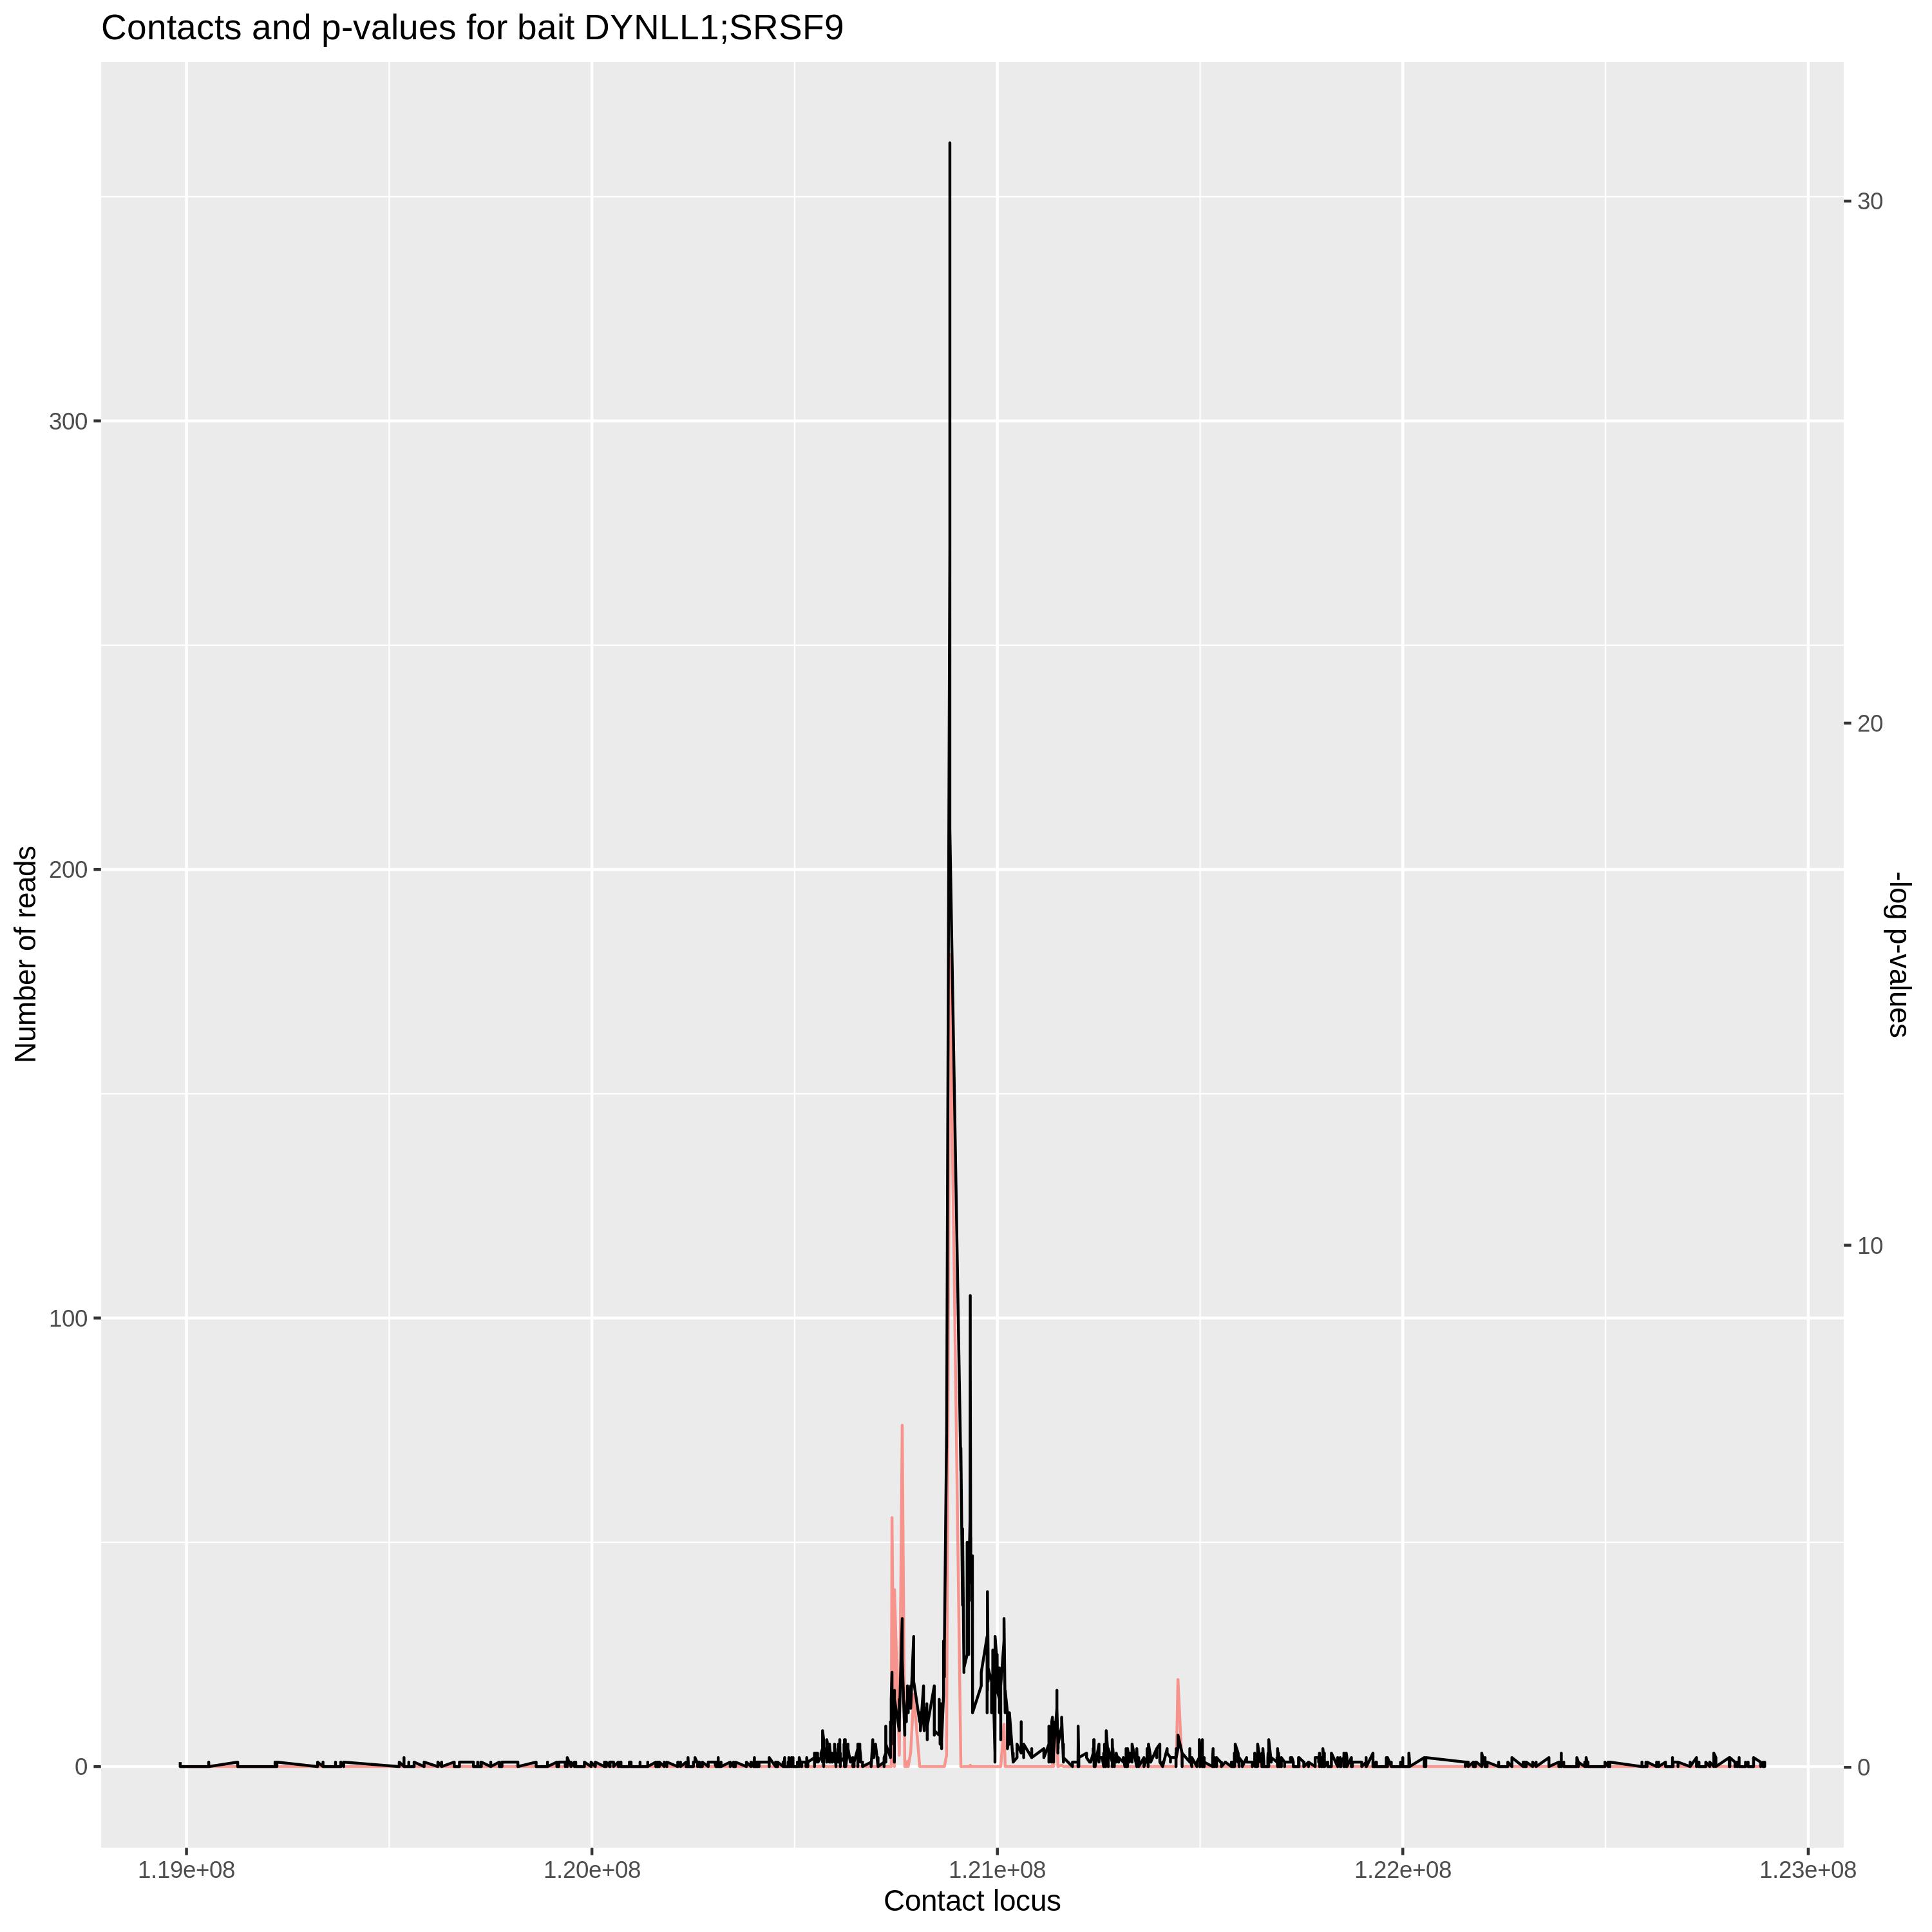 Contacts and p-values for bait DYNLL1;SRSF9
300
200
100
0
Number of reads
30
20
10
0
-log p-values
1.19e+08 1.20e+08 1.21e+08 1.22e+08 1.23e+08
Contact locus